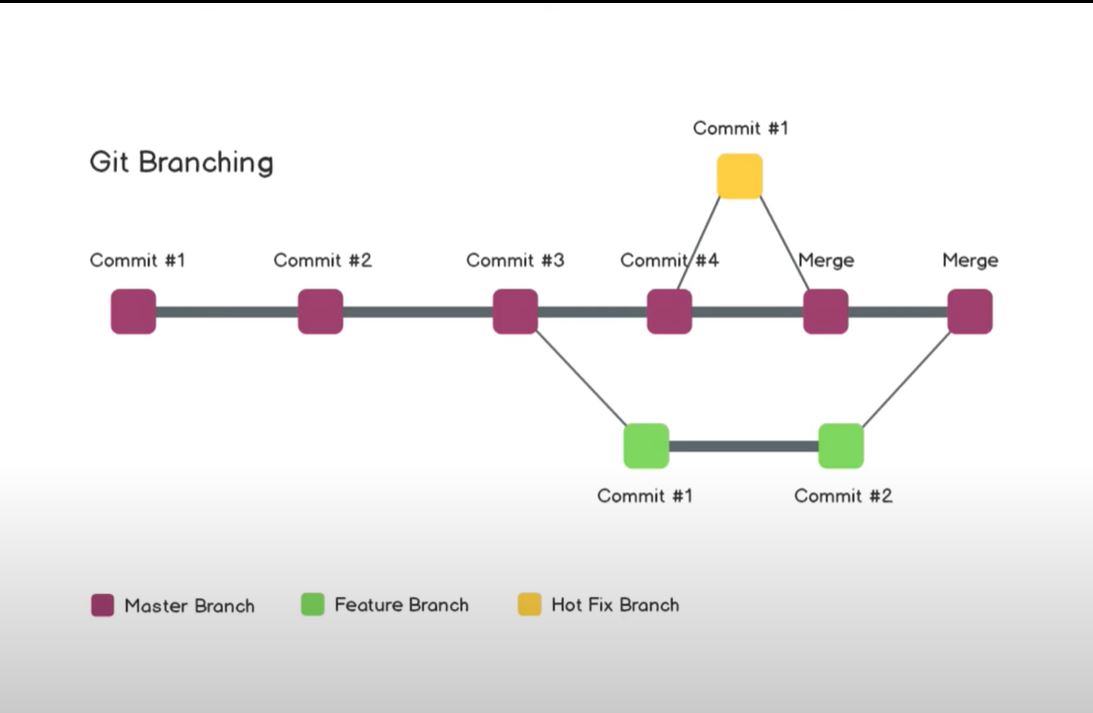 Commit #1
Git Branching
Commit #1
Commit #2
Commit #3
Commit #4
Merge
Merge
Commit #1
Commit #2
Master Branch
Feature Branch
Hot Fix Branch